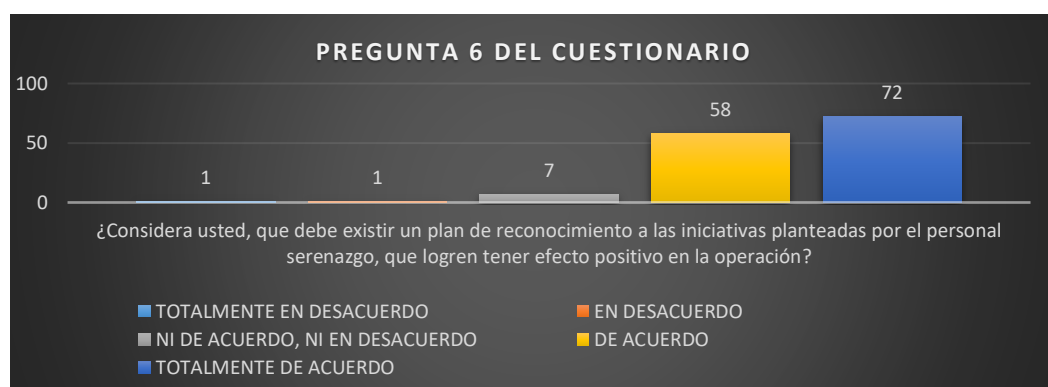 PREGUNTA 6 DEL CUESTIONARIO
100
50
0
1
1
7
58
72
¿Considera usted, que debe existir un plan de reconocimiento a las iniciativas planteadas por el personal
serenazgo, que logren tener efecto positivo en la operación?
TOTALMENTE EN DESACUERDO
EN DESACUERDO
NI DE ACUERDO, NI EN DESACUERDO
DE ACUERDO
TOTALMENTE DE ACUERDO